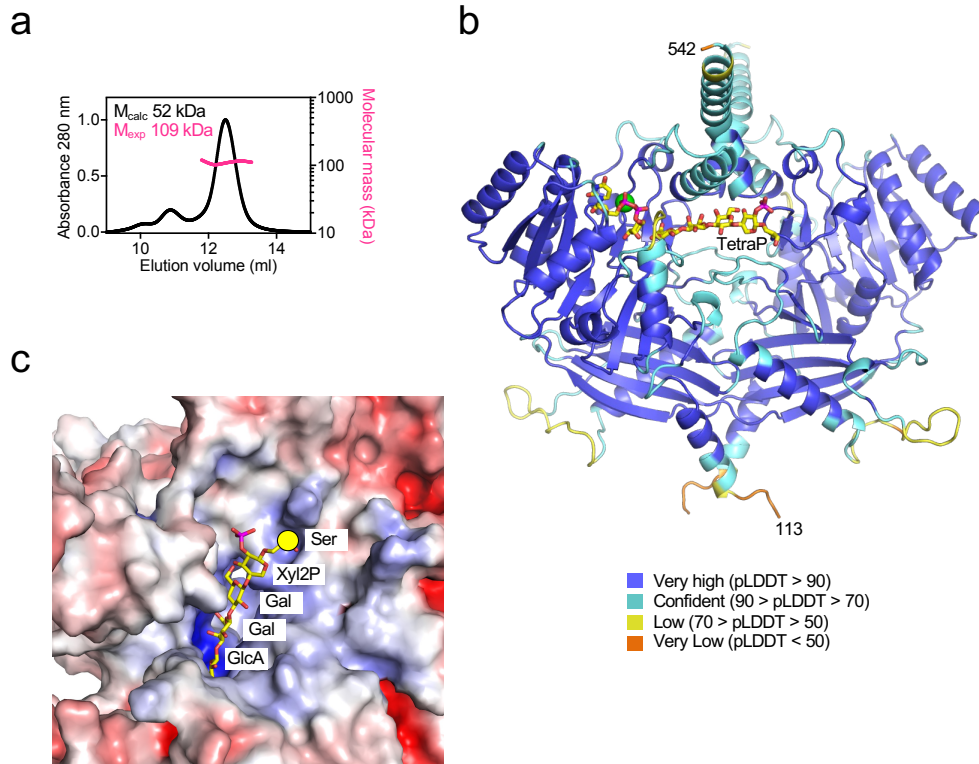 a
M calc 52 kDa
M exp 109 kDa
Absorbance 280 nm
1.0
0.5
0.0
1000
100
10
Molecular mass (kDa)
10
12
14
Elution volume (ml)
b
542
TetraP
113
Very high (pLDDT > 90)
Confident (90 > pLDDT > 70)
Low (70 > pLDDT > 50)
Very Low (pLDDT < 50)
c
Ser
Xyl2P
Gal
Gal
GlcA